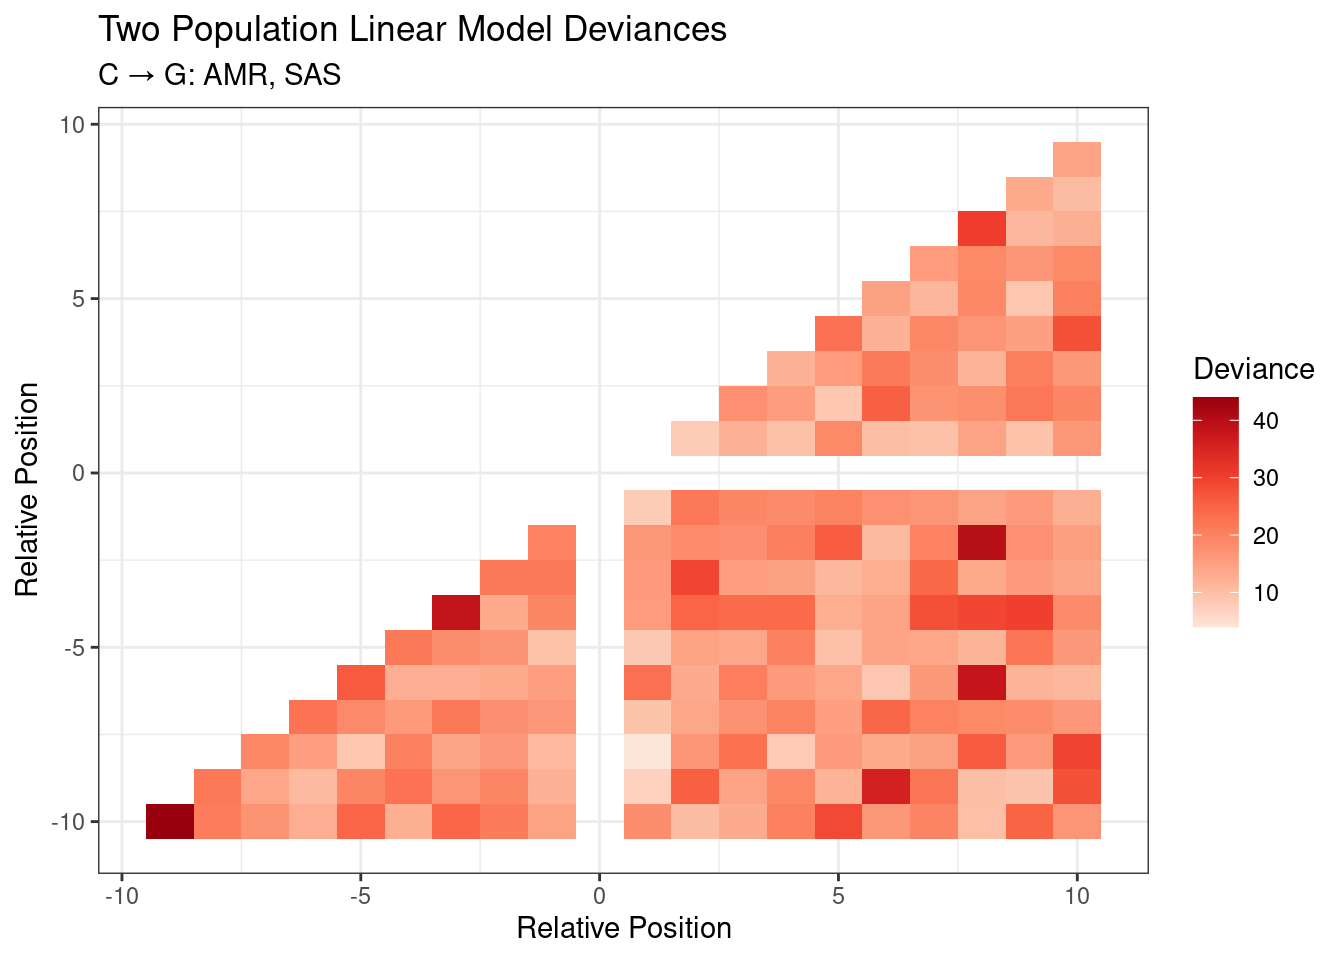 Two Population Linear Model Deviances
C → G: AMR, SAS
10
5
0
-5
-10
-10
-5
0
5
10
Relative Position
Relative Position
Deviance
40
30
20
10